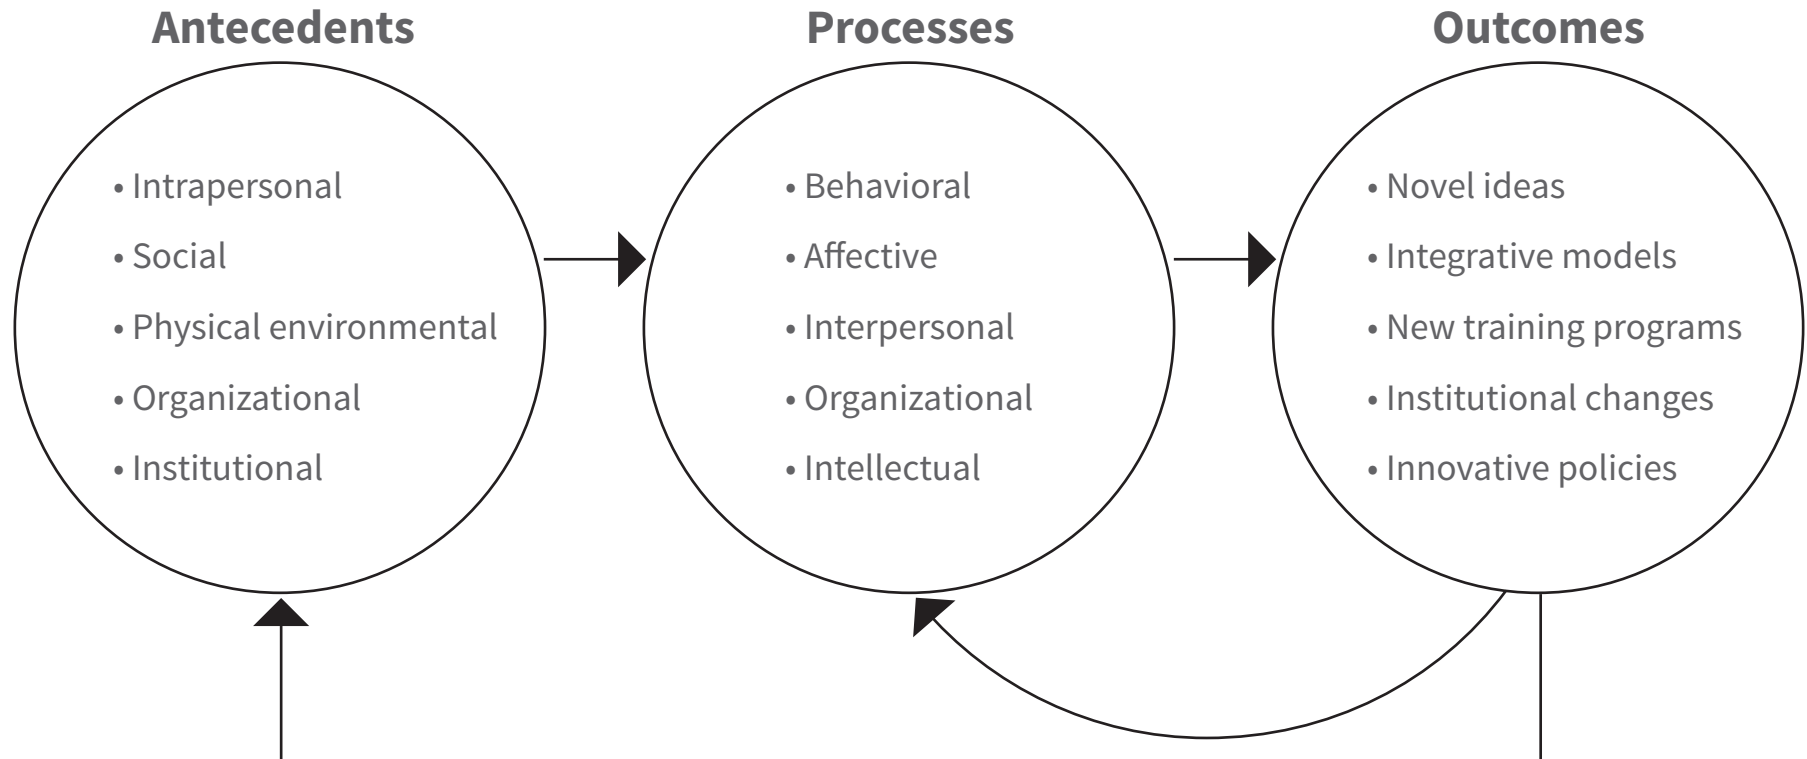 Antecedents
• Intrapersonal
• Social
• Physical environmental
• Organizational
• Institutional
Processes
• Behavioral
• Affective
• Interpersonal
• Organizational
• Intellectual
Outcomes
• Novel ideas
• Integrative models
• New training programs
• Institutional changes
• Innovative policies